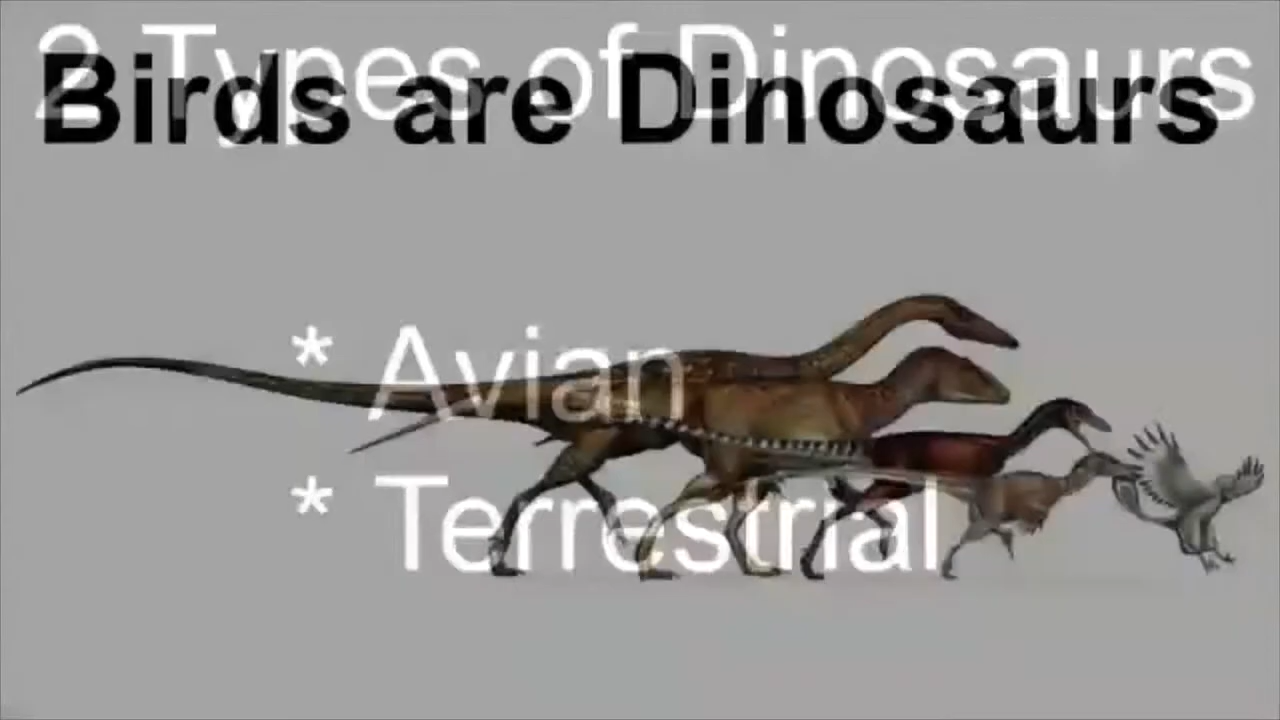 2 Types of Dinosaurs
Birds are Dinosaurs
* Avian
* Terrestrial